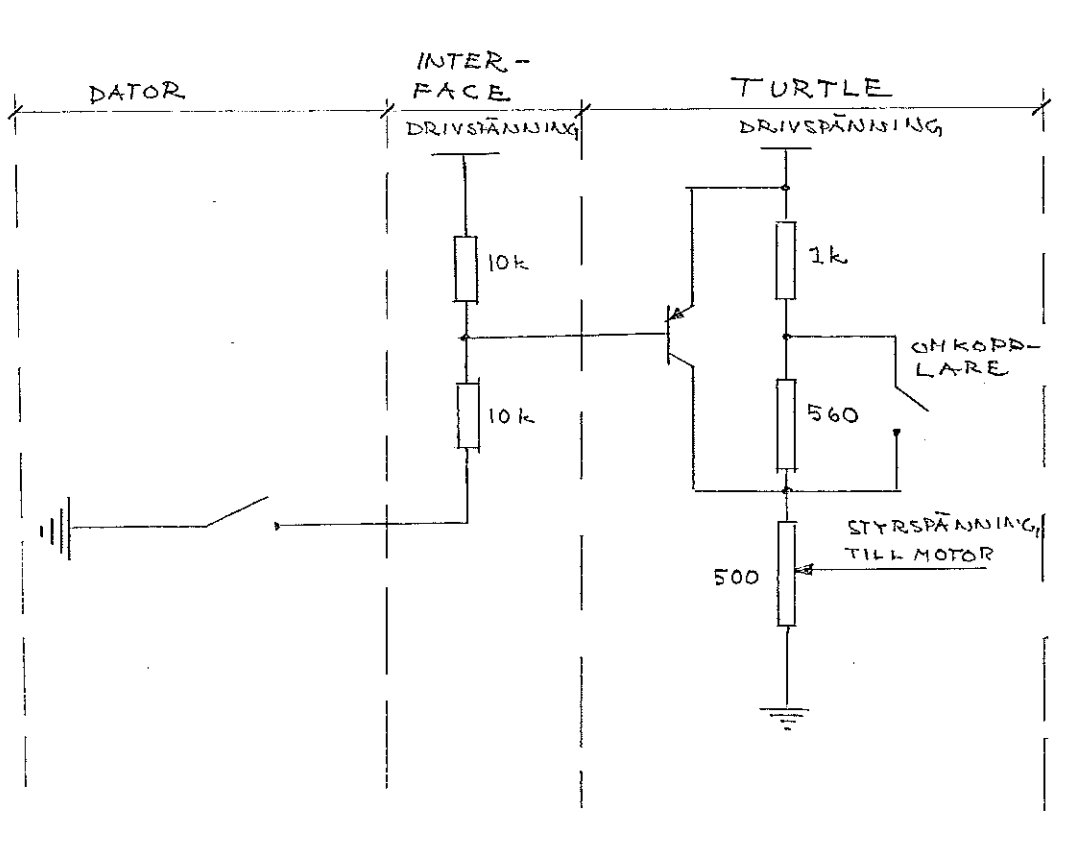 DATOR
INTER-
FACE
TURTLE
DRIVSPÄNNING
DRIVSPÄNNING
10k
1k
OMKOPP-
LARE
10k
560
STYRSPÄNNING
TILL MOTOR
500